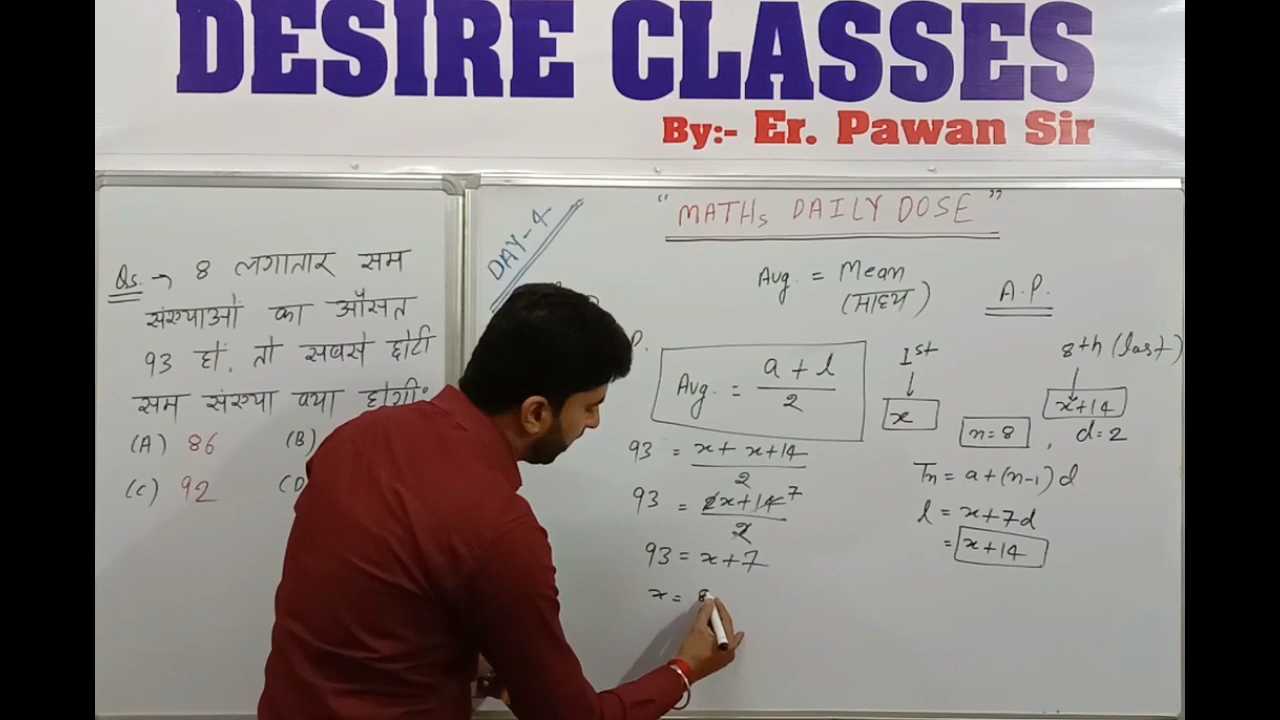 DESIRE CLASSES
By:- Er. Pawan Sir
"MATHs DAILY DOSE"
DAY-4
Qs. → 8 लगातार सम
संख्याओं का औसत
93 हो. तो सबसे छोटी
सम संख्या क्या होगी
(A) 86 (B)
(C) 92 (D
Avg. = Mean
(माध्य)
A.P.
P.
Avg. = a + l / 2
Ist
x
8th (last)
x+14
n=8 , d=2
93 = x + x+14 / 2
93 = 2x+14 7 / 2
93 = x+7
x = 8
Tn = a+(n-1)d
l = x+7d
= x+14